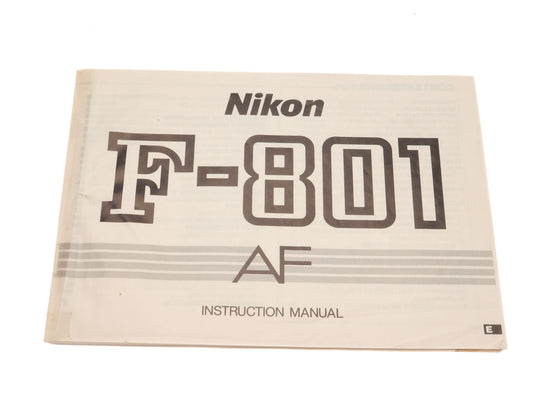 Nikon
F-801
AF
INSTRUCTION MANUAL
E